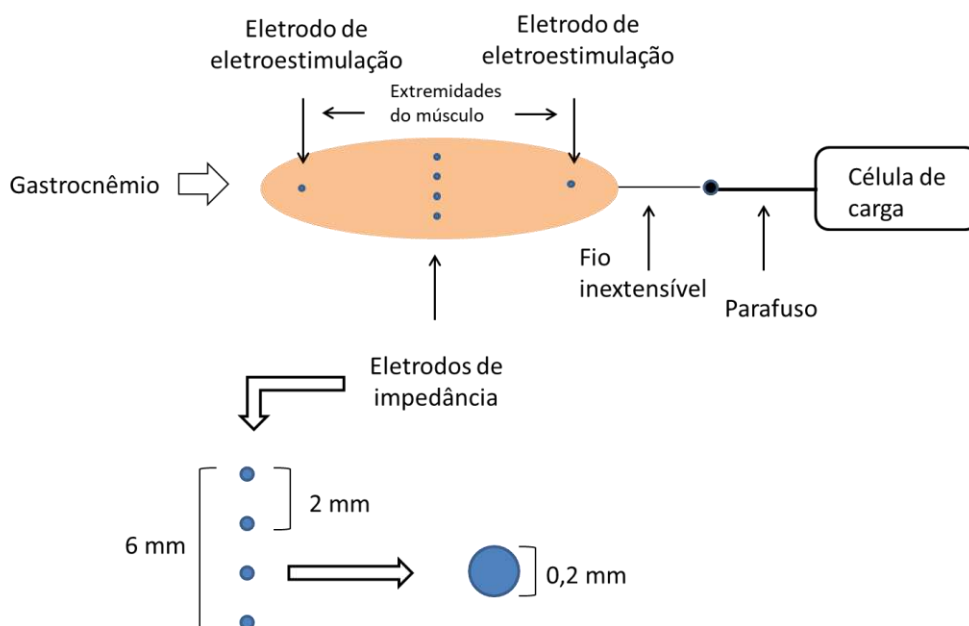 Eletrodo de
eletroestimulação
Eletrodo de
eletroestimulação
Extremidades
do músculo
Gastrocnêmio
Célula de
carga
Fio
inextensível
Parafuso
Eletrodos de
impedância
2 mm
6 mm
0,2 mm